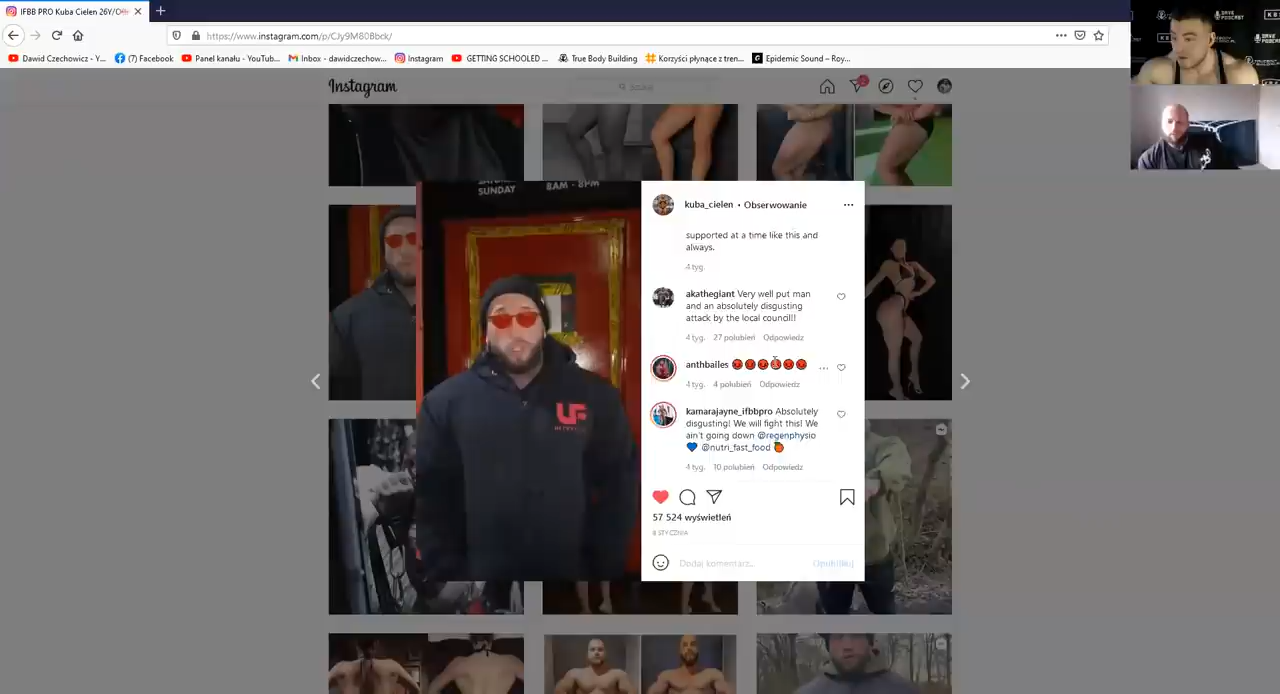 IFBB PRO Kuba Cielen 26Y/O
https://www.instagram.com/p/CJy9M80Bbck/
Dawid Czechowicz - Y...
(7) Facebook
Panel kanału - YouTub...
Inbox - dawidczechow...
Instagram
GETTING SCHOOLED ...
True Body Building
Korzyści płynące z tren...
Epidemic Sound – Roy...
Instagram
Szukaj
SUNDAY
8AM - 8PM
UF
kuba_cielen • Obserwowanie
supported at a time like this and
always.
4 tyg.
akathegiant Very well put man
and an absolutely disgusting
attack by the local council!!
4 tyg. 27 polubień Odpowiedz
anthbailes 😡😡😡😡😡😡
4 tyg. 4 polubień Odpowiedz
kamarajayne_ifbbpro Absolutely
disgusting! We will fight this! We
ain't going down @regenphysio
💙 @nutri_fast_food 🍑
4 tyg. 10 polubień Odpowiedz
57 524 wyświetleń
8 STYCZNIA
Dodaj komentarz...
Opublikuj